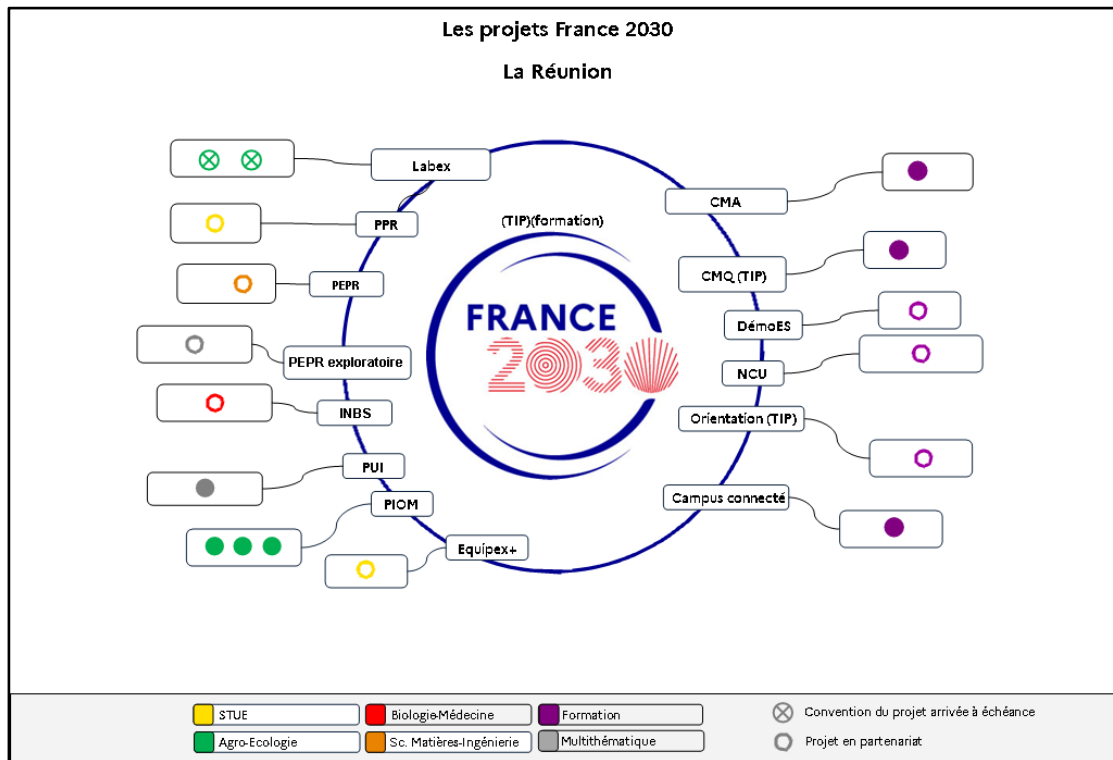 Les projets France 2030
La Réunion
Labex
PPR
PEPR
PEPR exploratoire
INBS
PUI
PIOM
Equipex+
(TIP)(formation)
FRANCE
2030
CMA
CMQ (TIP)
DémoES
NCU
Orientation (TIP)
Campus connecté
STUE
Biologie-Médecine
Formation
Convention du projet arrivée à échéance
Agro-Ecologie
Sc. Matières-Ingénierie
Multithématique
Projet en partenariat